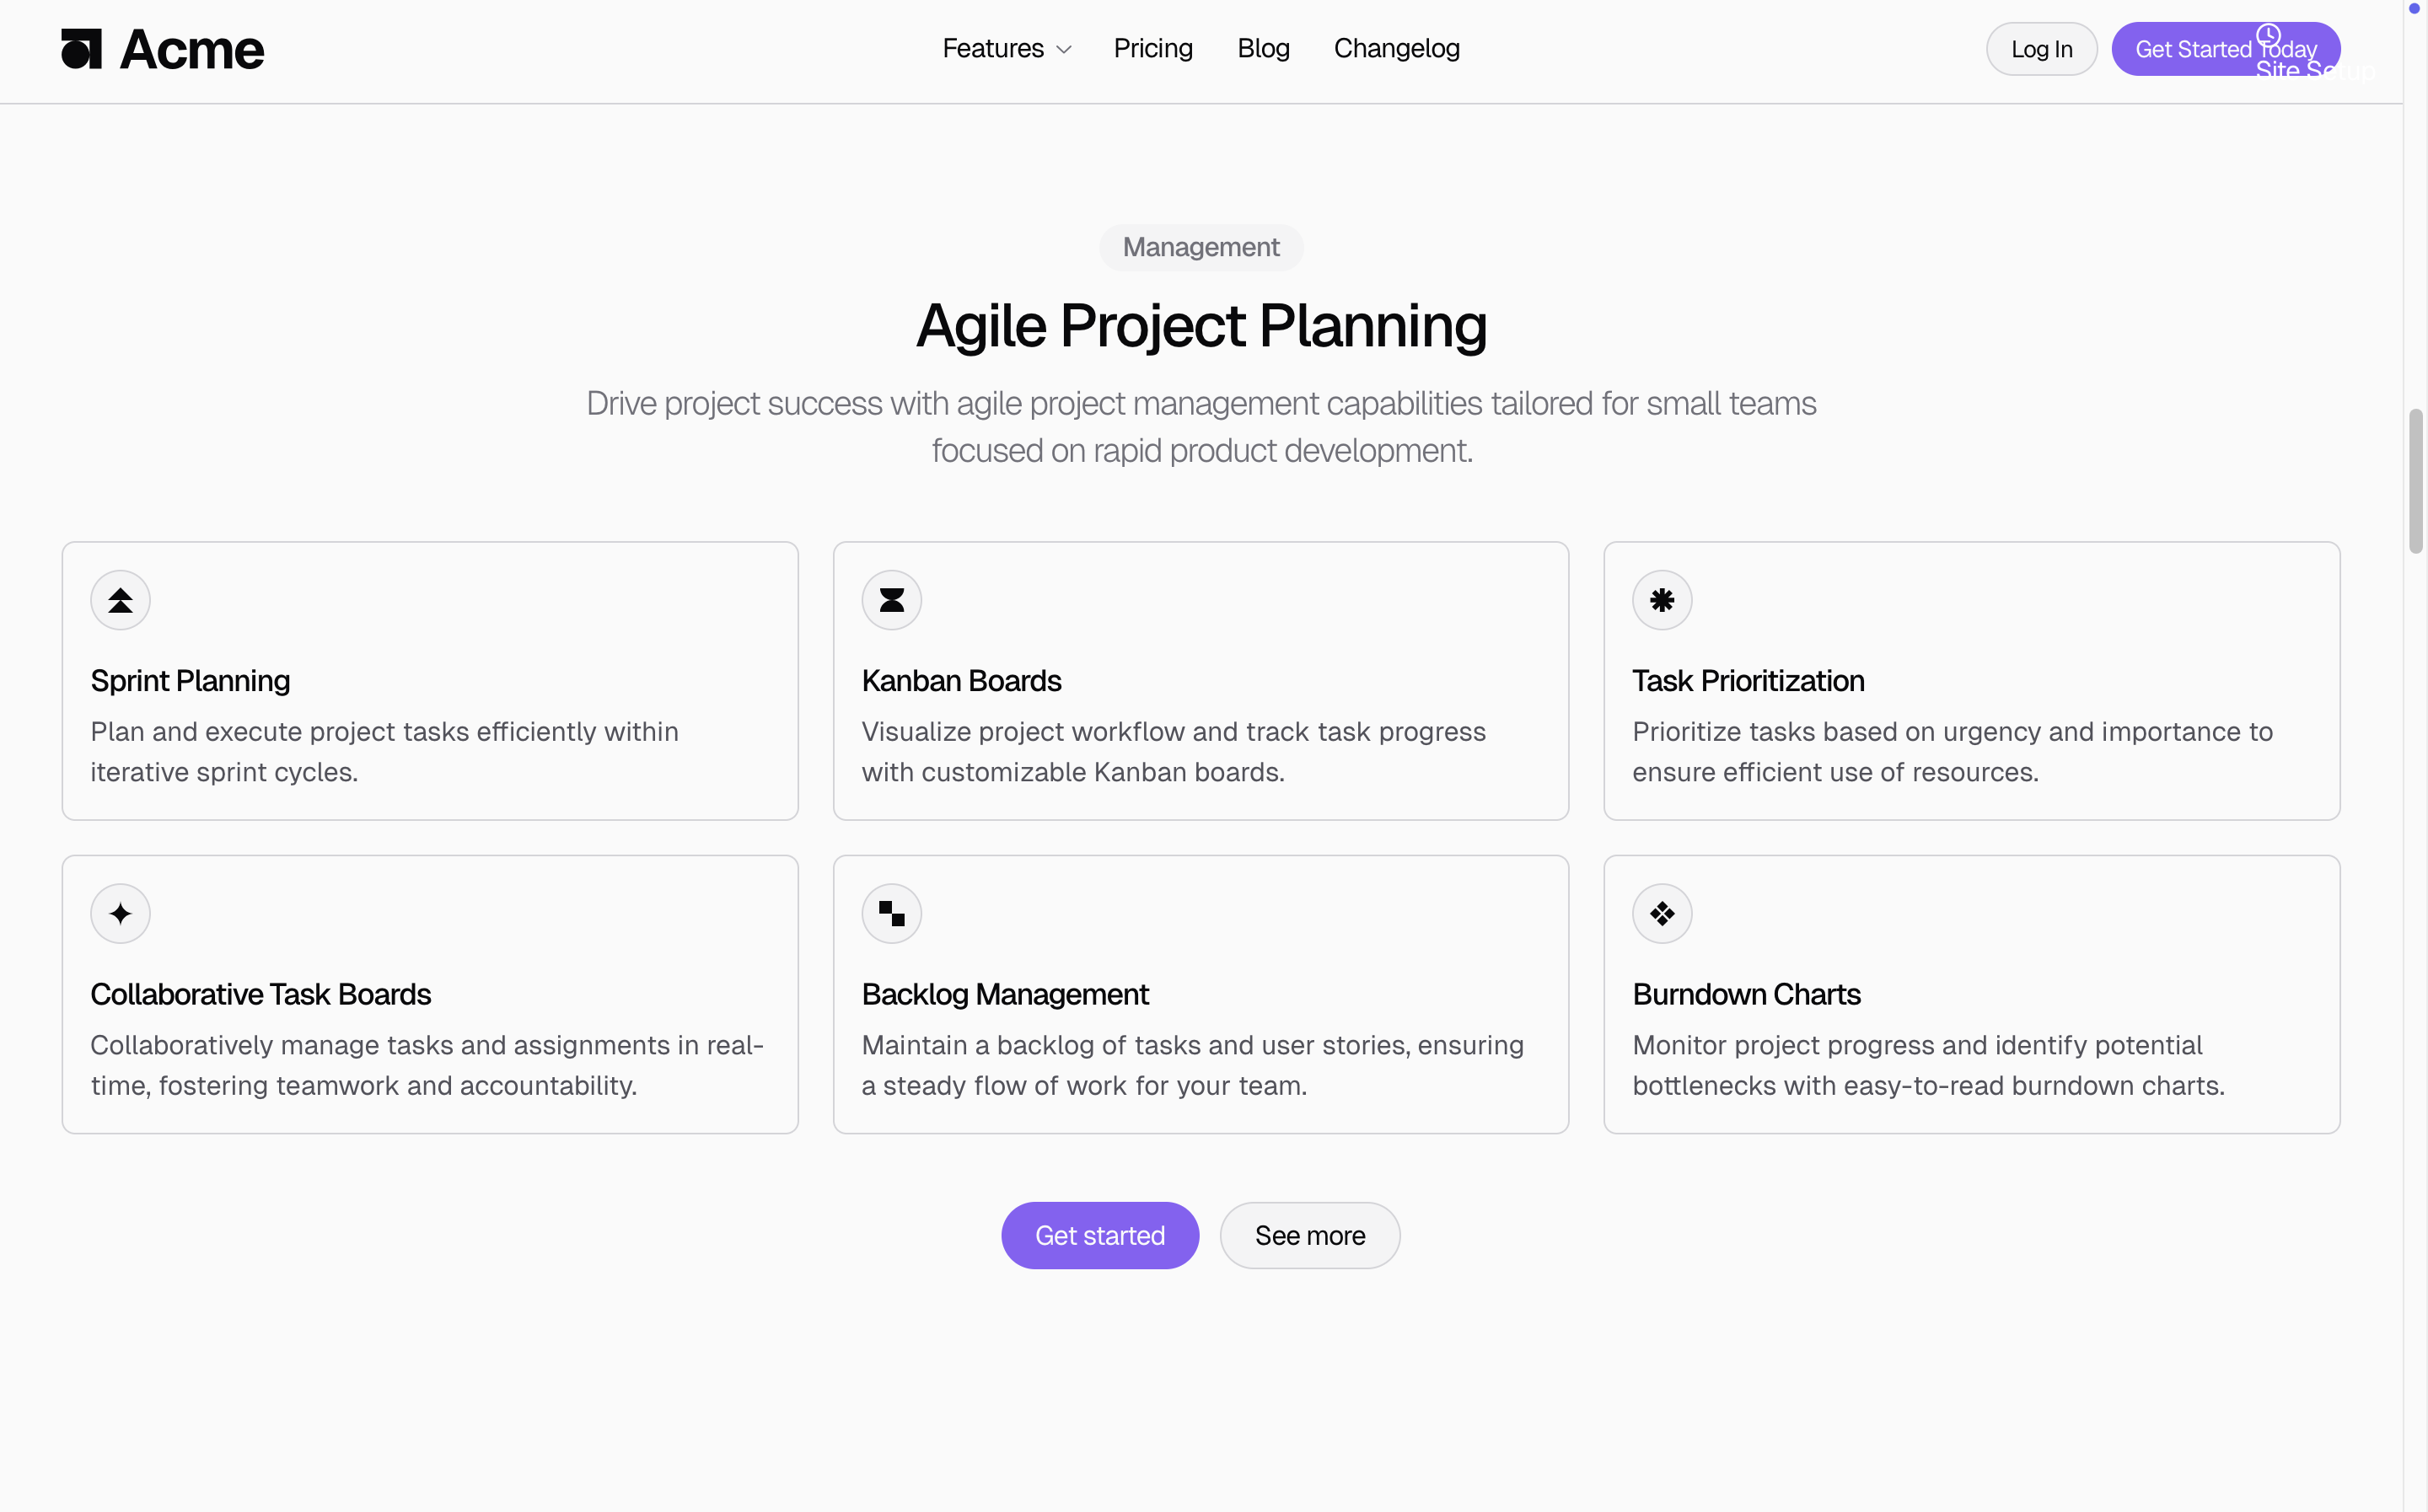 Acme
Features
Pricing
Blog
Changelog
Log In
Get Started Today
Site Setup
Management
Agile Project Planning
Drive project success with agile project management capabilities tailored for small teams
focused on rapid product development.
Sprint Planning
Plan and execute project tasks efficiently within
iterative sprint cycles.
Kanban Boards
Visualize project workflow and track task progress
with customizable Kanban boards.
Task Prioritization
Prioritize tasks based on urgency and importance to
ensure efficient use of resources.
Collaborative Task Boards
Collaboratively manage tasks and assignments in real-
time, fostering teamwork and accountability.
Backlog Management
Maintain a backlog of tasks and user stories, ensuring
a steady flow of work for your team.
Burndown Charts
Monitor project progress and identify potential
bottlenecks with easy-to-read burndown charts.
Get started
See more